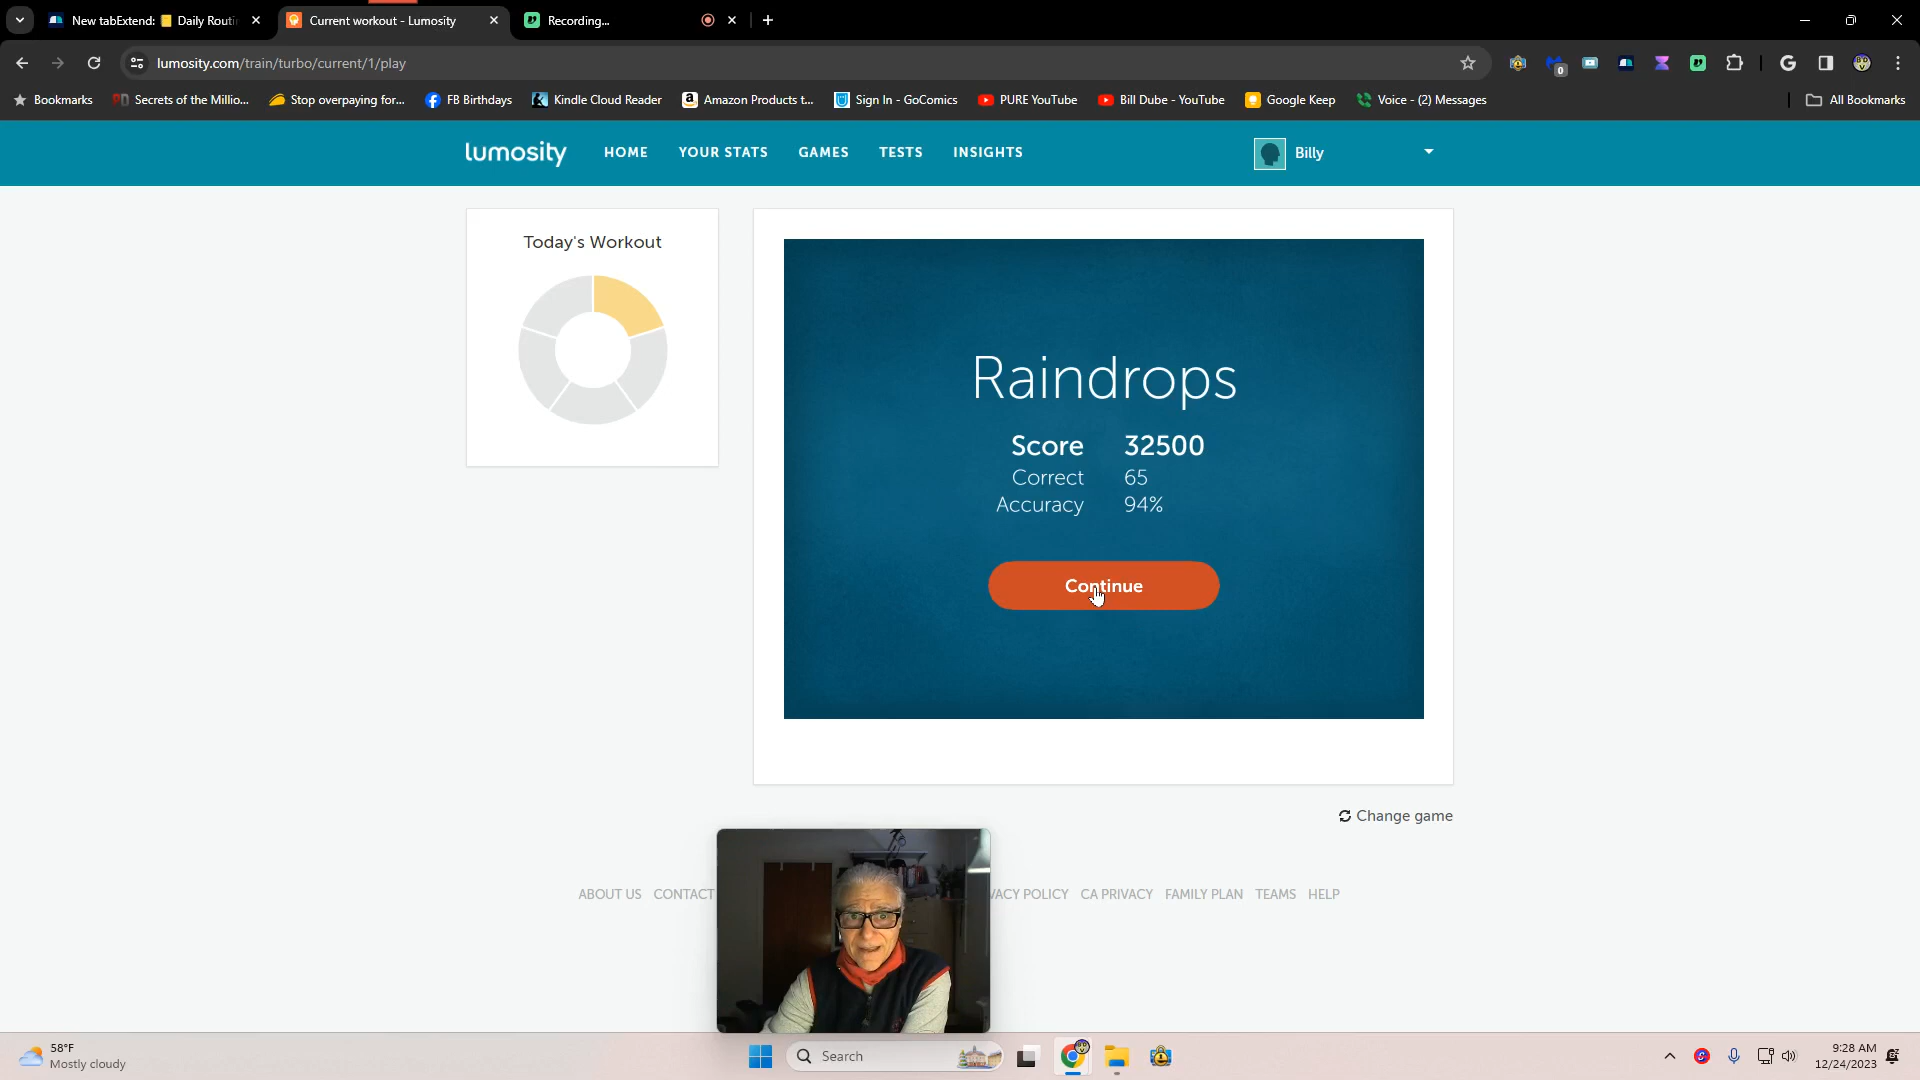 New tabExtend: Daily Routi
Current workout - Lumosity
Recording...
lumosity.com/train/turbo/current/1/play
0
Bookmarks
Secrets of the Millio...
Stop overpaying for...
FB Birthdays
Kindle Cloud Reader
Amazon Products t...
Sign In - GoComics
PURE YouTube
Bill Dube - YouTube
Google Keep
Voice - (2) Messages
All Bookmarks
lumosity
HOME
YOUR STATS
GAMES
TESTS
INSIGHTS
Billy
Today's Workout
Raindrops
Score 32500
Correct 65
Accuracy 94%
Continue
Change game
ABOUT US CONTACT VACY POLICY CA PRIVACY FAMILY PLAN TEAMS HELP
58°F
Mostly cloudy
Search
9:28 AM
12/24/2023